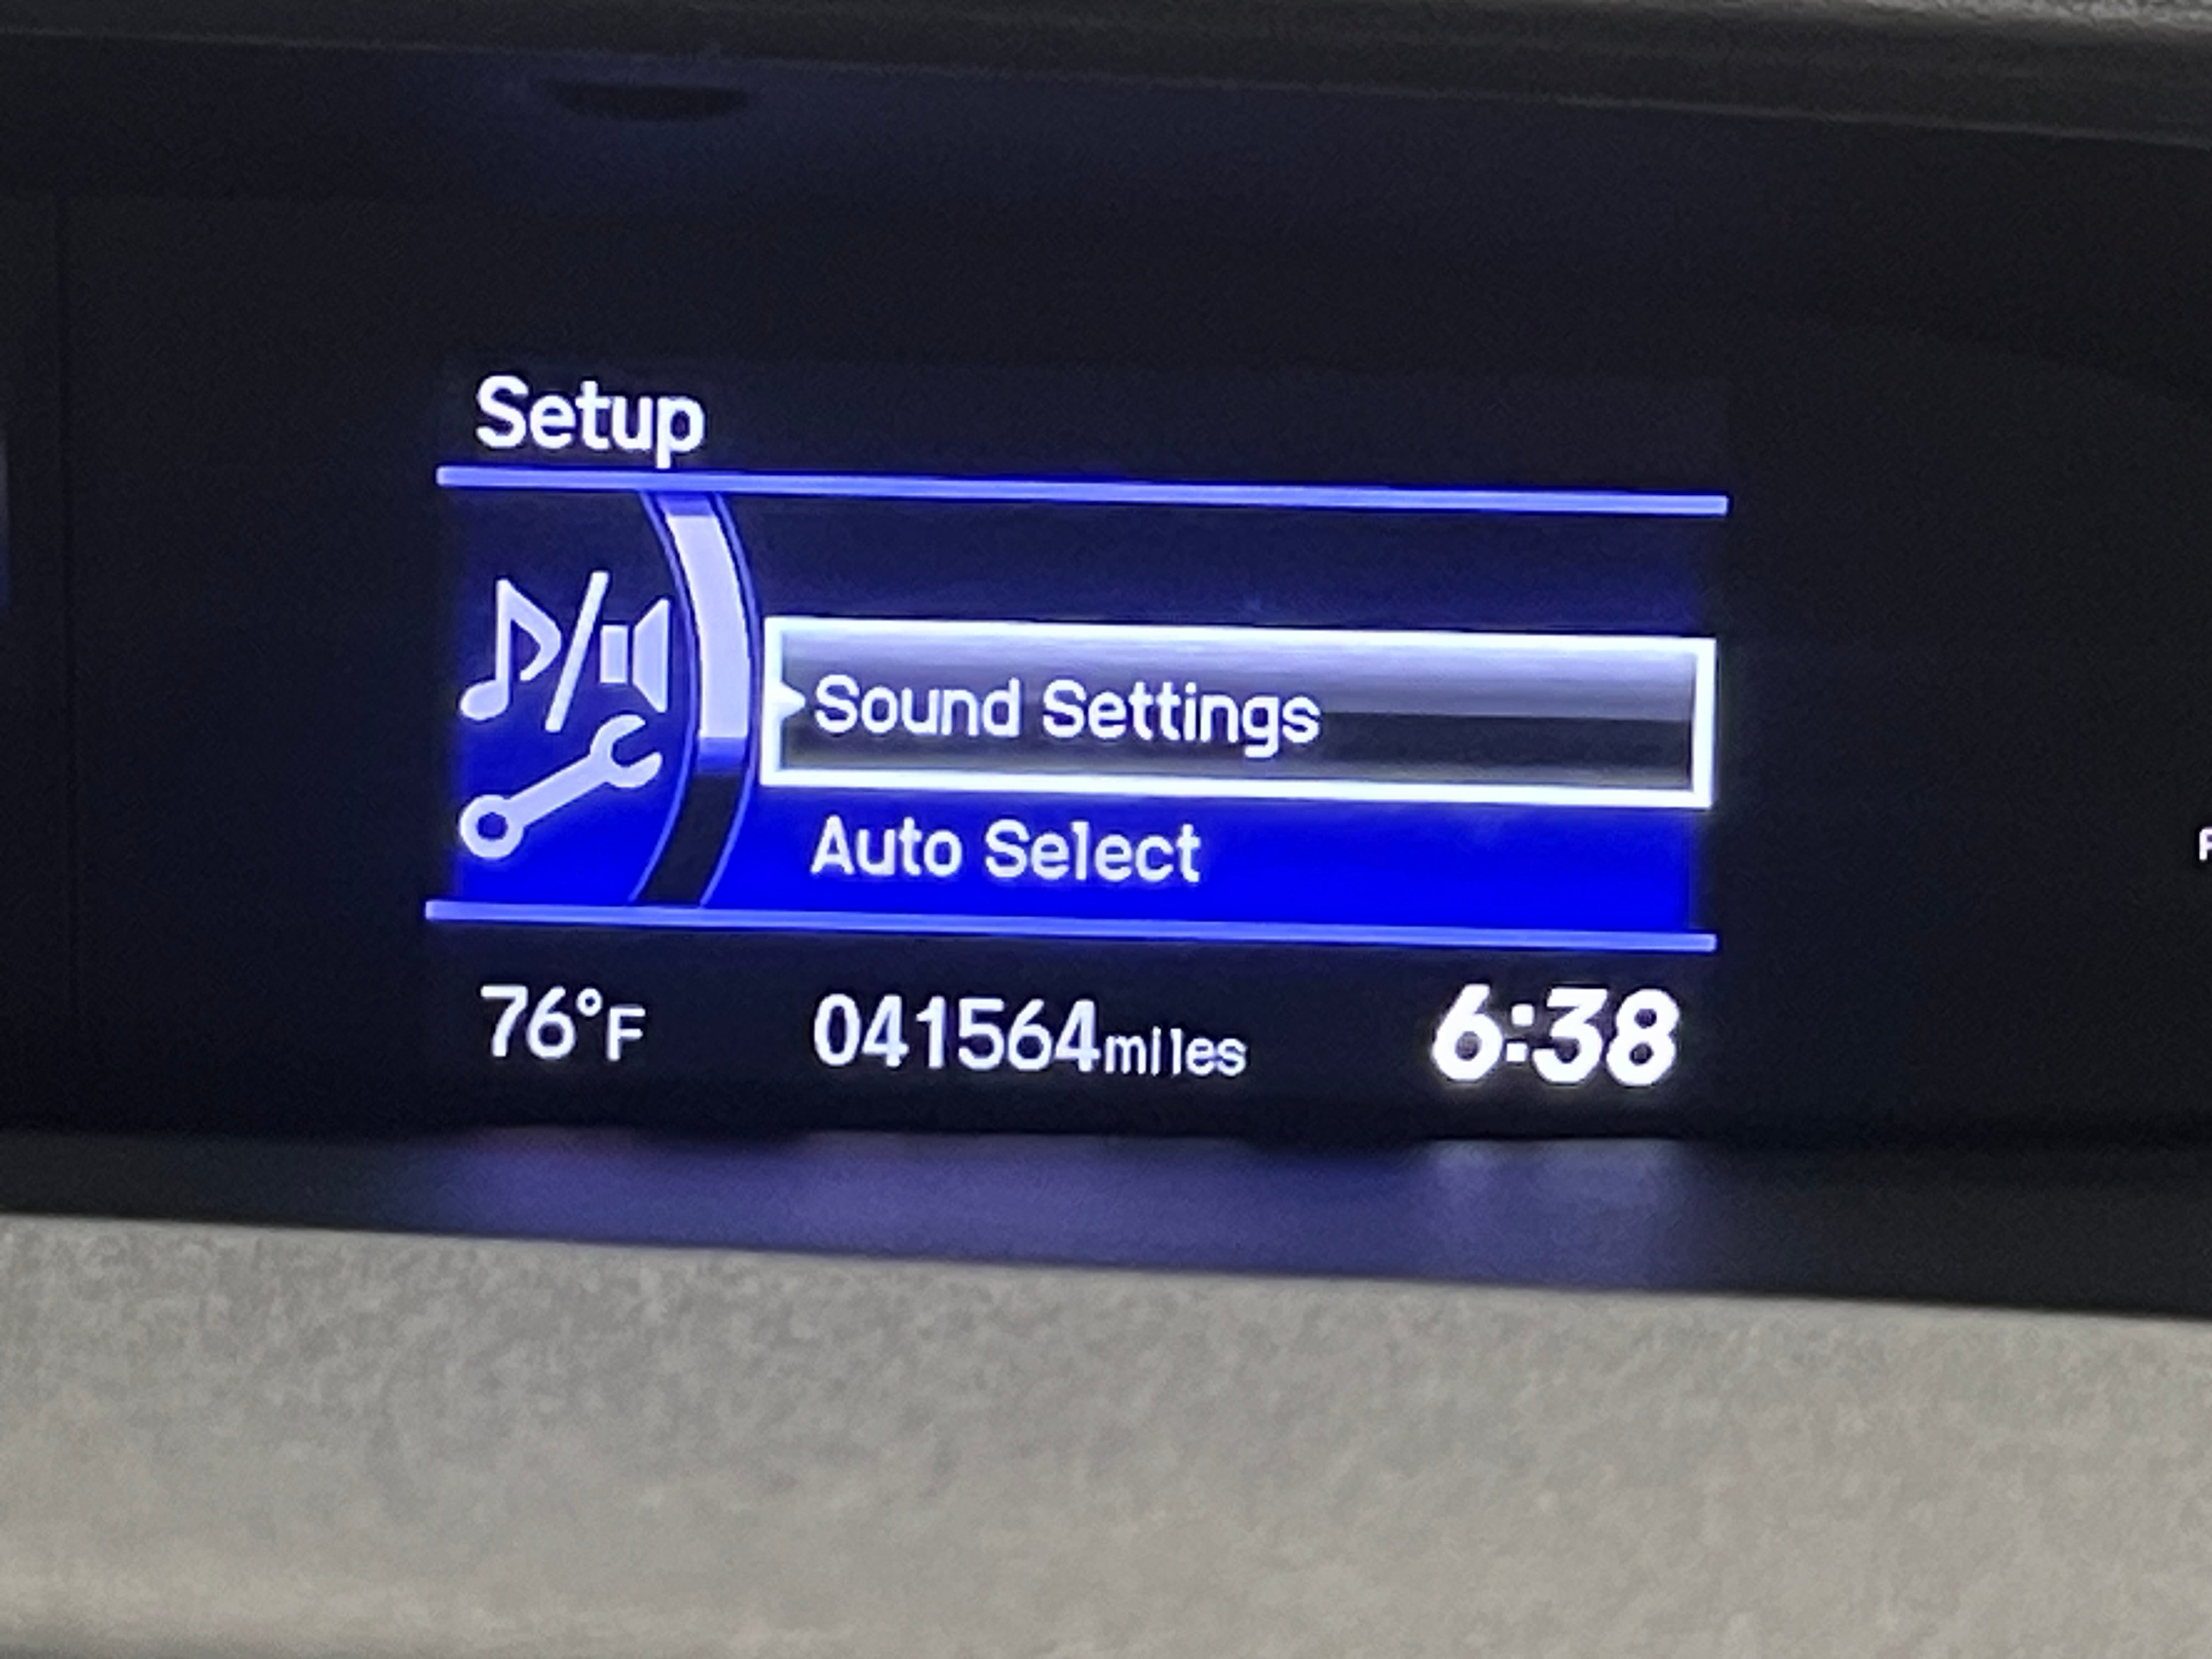 Setup
Sound Settings
Auto Select
76°F 041564miles 6:38